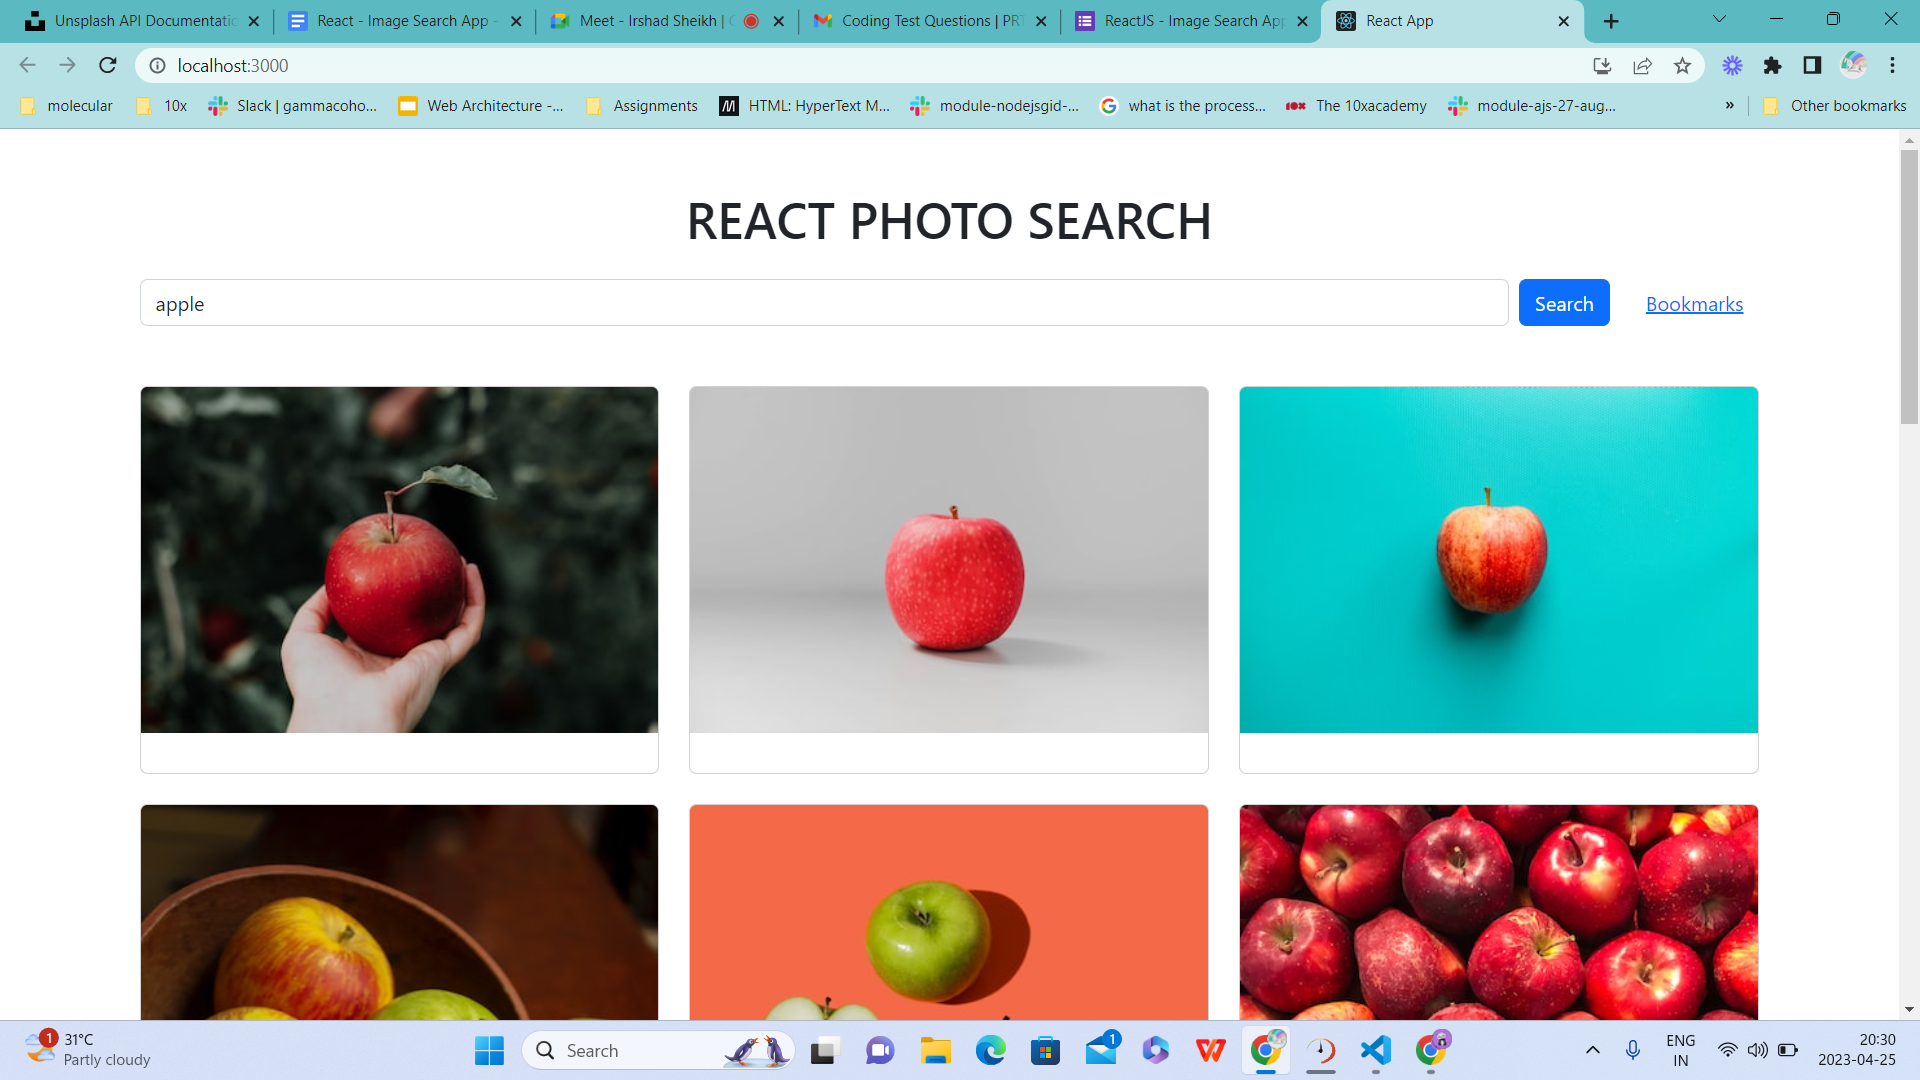 Unsplash API Documentatic
React - Image Search App -
Meet - Irshad Sheikh |
Coding Test Questions | PRT
ReactJS - Image Search App
React App
localhost:3000
molecular
10x
Slack | gammacoho...
Web Architecture -...
Assignments
M
HTML: HyperText M...
module-nodejsgid-...
what is the process...
The 10xacademy
module-ajs-27-aug...
»
Other bookmarks
REACT PHOTO SEARCH
apple
Search
Bookmarks
1
31°C
Partly cloudy
Search
1
ENG
IN
20:30
2023-04-25